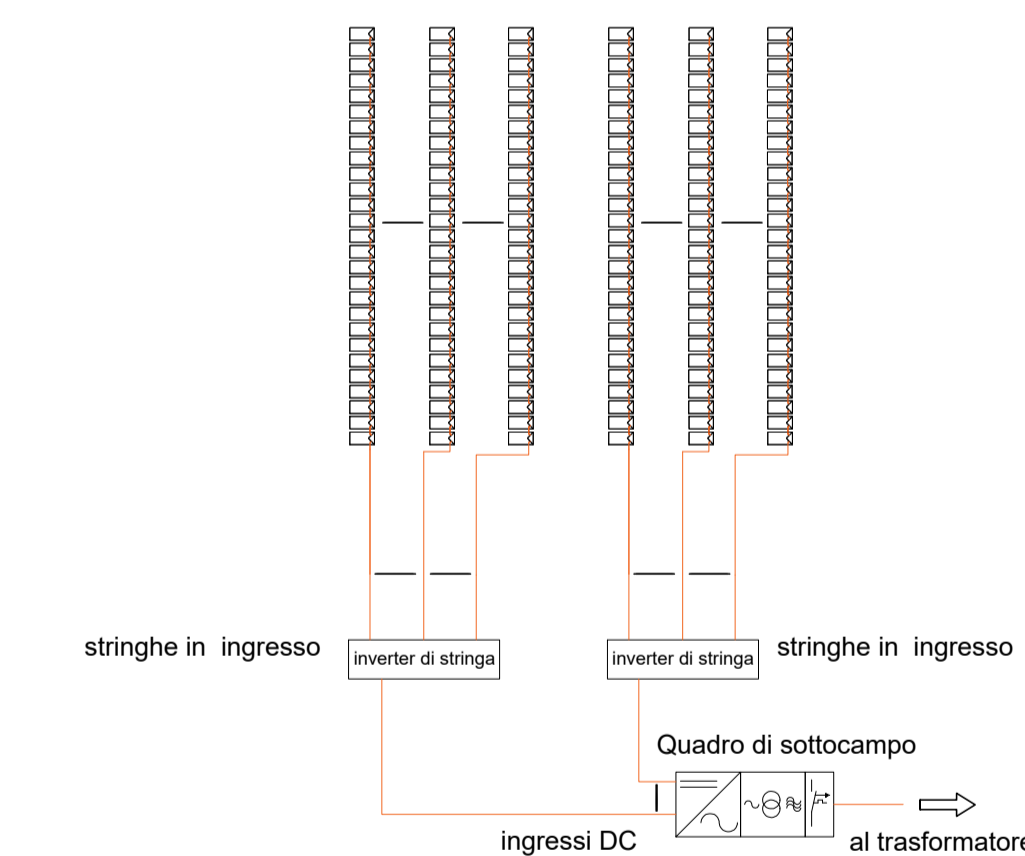 stringhe in ingresso
inverter di stringa
inverter di stringa
stringhe in ingresso
Quadro di sottocampo
ingressi DC
al trasformatore